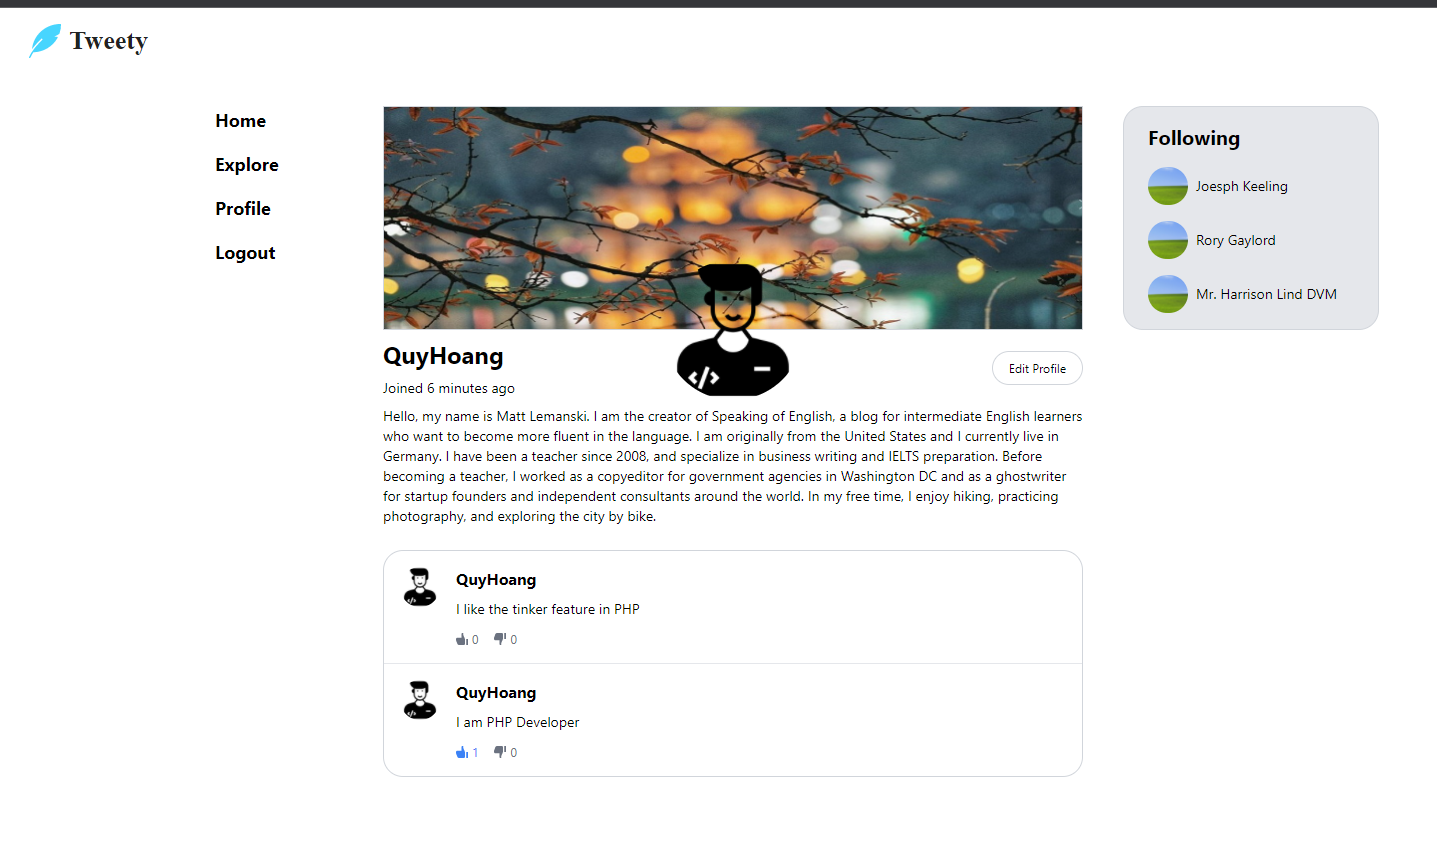 Tweety
Home
Explore
Profile
Logout
</>
QuyHoang
Edit Profile
Joined 6 minutes ago
Hello, my name is Matt Lemanski. I am the creator of Speaking of English, a blog for intermediate English learners
who want to become more fluent in the language. I am originally from the United States and I currently live in
Germany. I have been a teacher since 2008, and specialize in business writing and IELTS preparation. Before
becoming a teacher, I worked as a copyeditor for government agencies in Washington DC and as a ghostwriter
for startup founders and independent consultants around the world. In my free time, I enjoy hiking, practicing
photography, and exploring the city by bike.
QuyHoang
I like the tinker feature in PHP
0 0
QuyHoang
I am PHP Developer
1 0
Following
Joesph Keeling
Rory Gaylord
Mr. Harrison Lind DVM